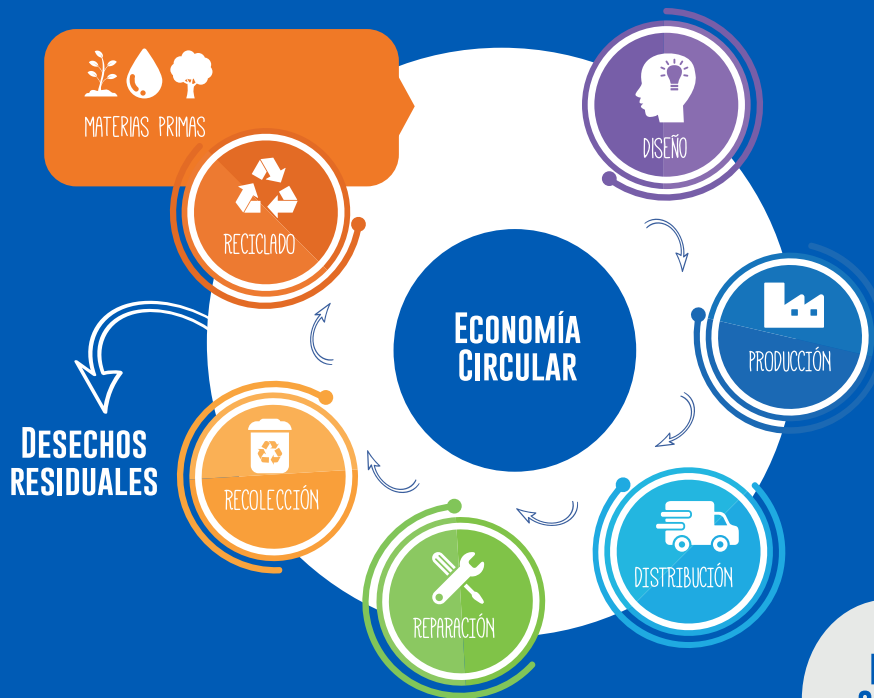 MATERIAS PRIMAS
DISEÑO
RECICLADO
ECONOMÍA
CIRCULAR
PRODUCCIÓN
DESECHOS
RESIDUALES
RECOLECCIÓN
DISTRIBUCIÓN
REPARACIÓN